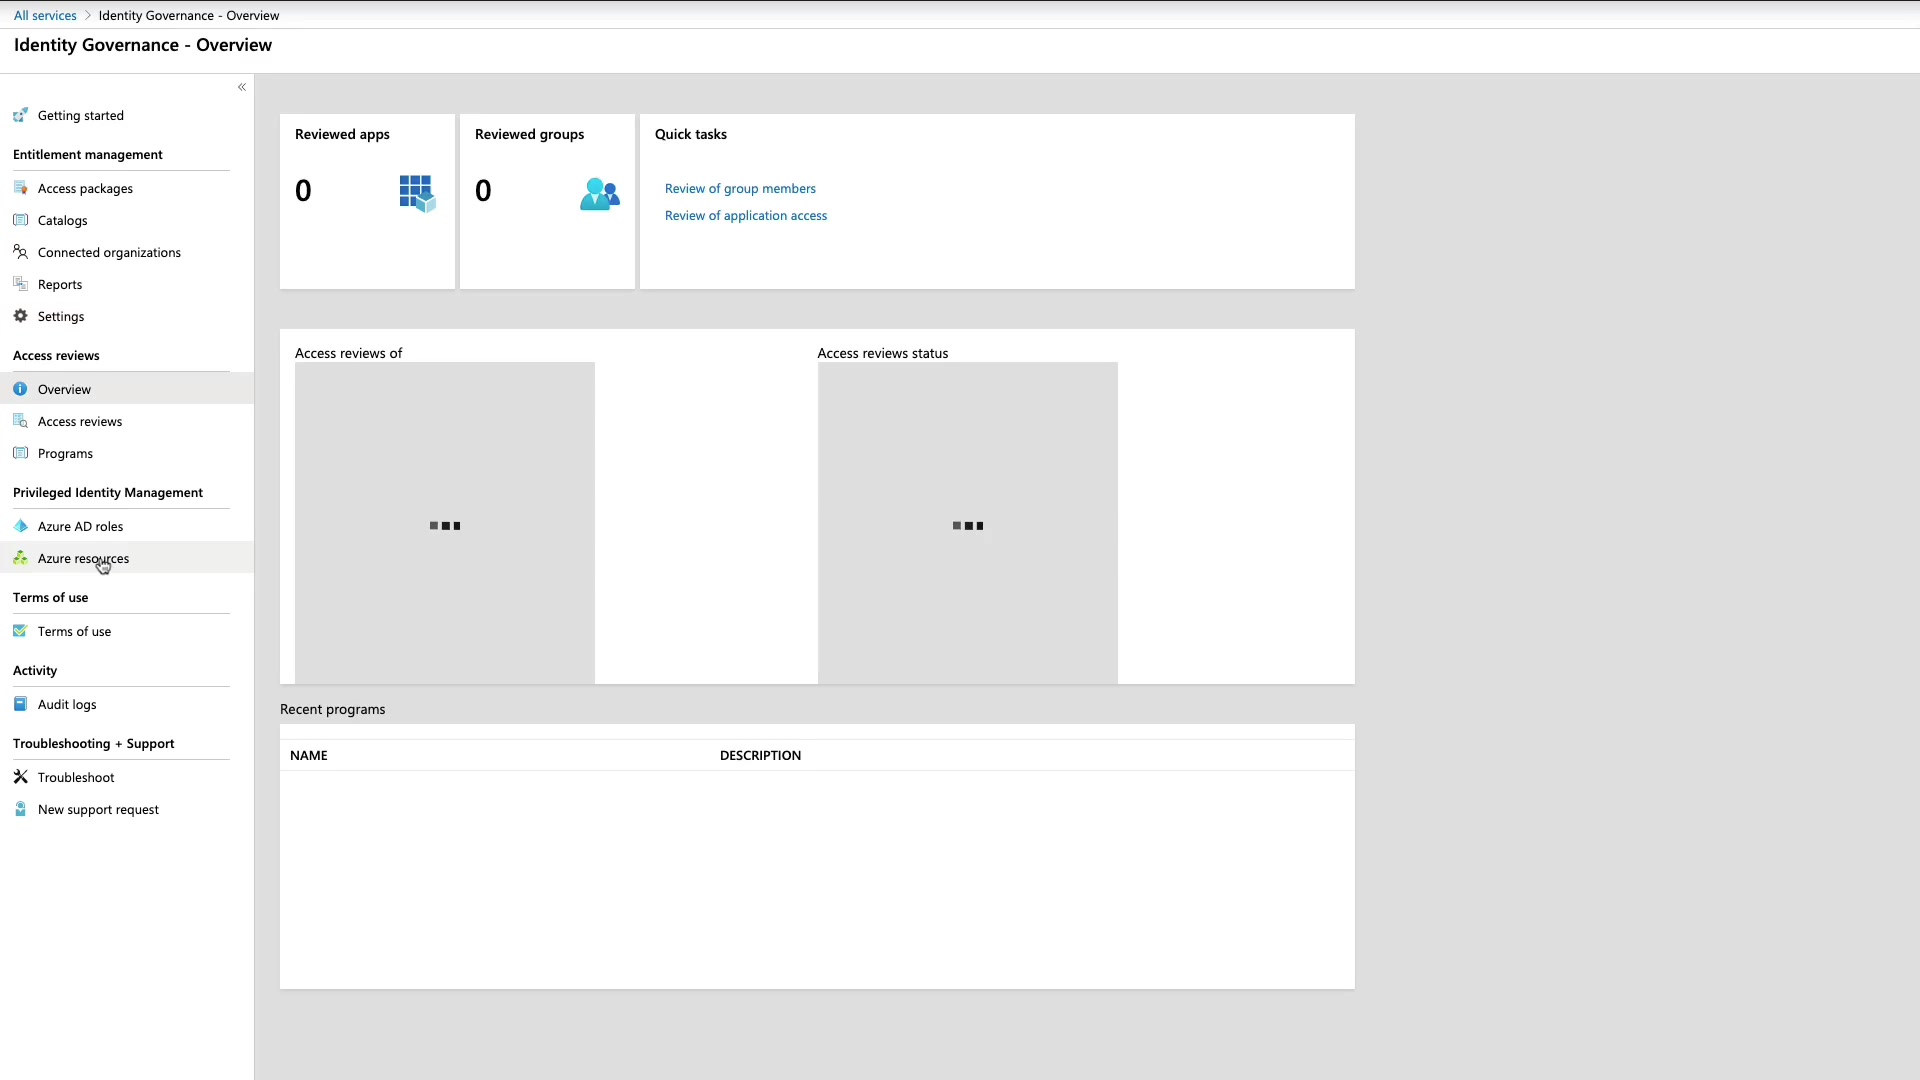 All services > Identity Governance - Overview
Identity Governance - Overview
«
Getting started
Entitlement management
Access packages
Catalogs
Connected organizations
Reports
Settings
Access reviews
Overview
Access reviews
Programs
Privileged Identity Management
Azure AD roles
Azure resources
Terms of use
Terms of use
Activity
Audit logs
Troubleshooting + Support
Troubleshoot
New support request
Reviewed apps
0
Reviewed groups
0
Quick tasks
Review of group members
Review of application access
Access reviews of
Access reviews status
Recent programs
NAME DESCRIPTION